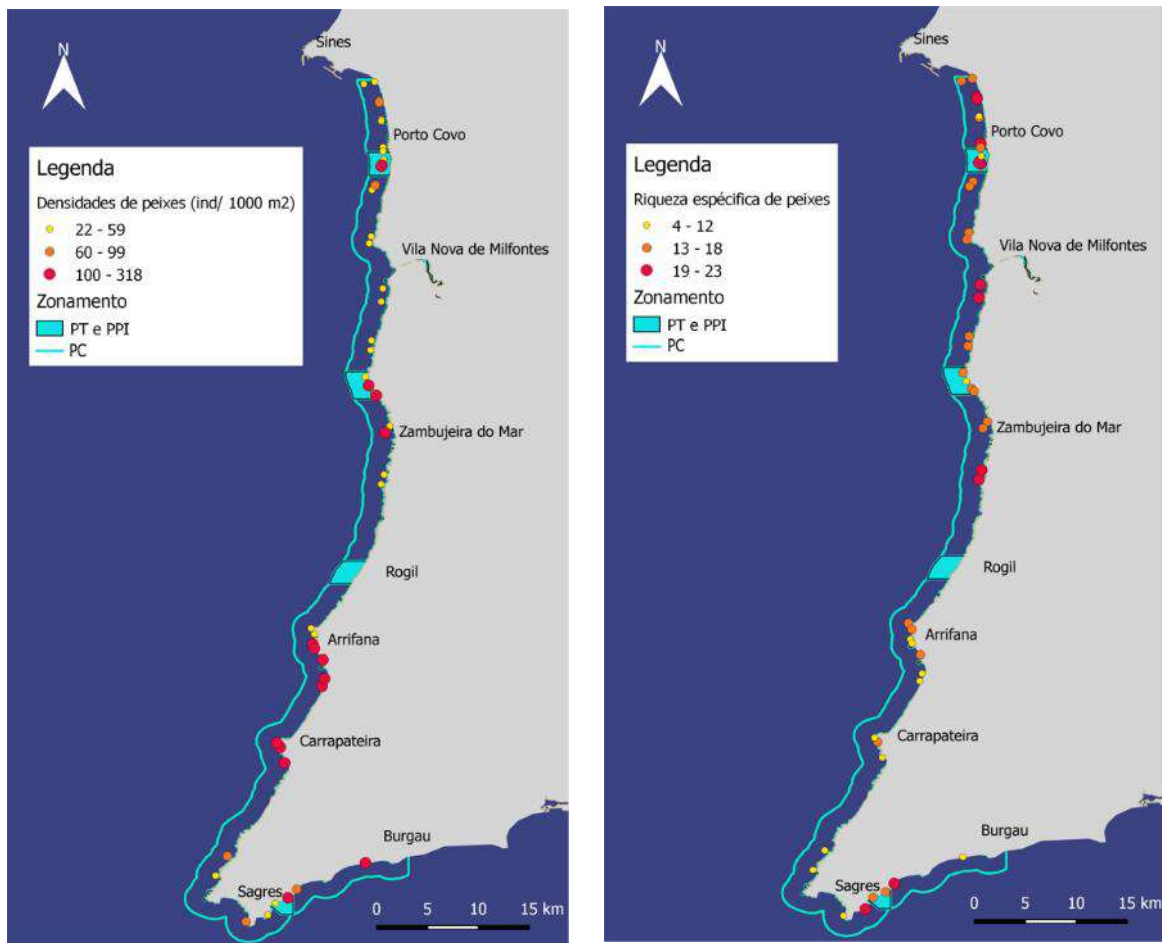 Sines
N
Porto Covo
Legenda
Densidades de peixes (ind/ 1000 m2)
22 - 59
60 - 99
100 - 318
Zonamento
PT e PPI
PC
Vila Nova de Milfontes
Zambujeira do Mar
Rogil
Arrifana
Carrapateira
Burgau
Sagres
0 5 10 15 km
Sines
N
Porto Covo
Legenda
Riqueza espécifica de peixes
4 - 12
13 - 18
19 - 23
Zonamento
PT e PPI
PC
Vila Nova de Milfontes
Zambujeira do Mar
Rogil
Arrifana
Carrapateira
Burgau
Sagres
0 5 10 15 km